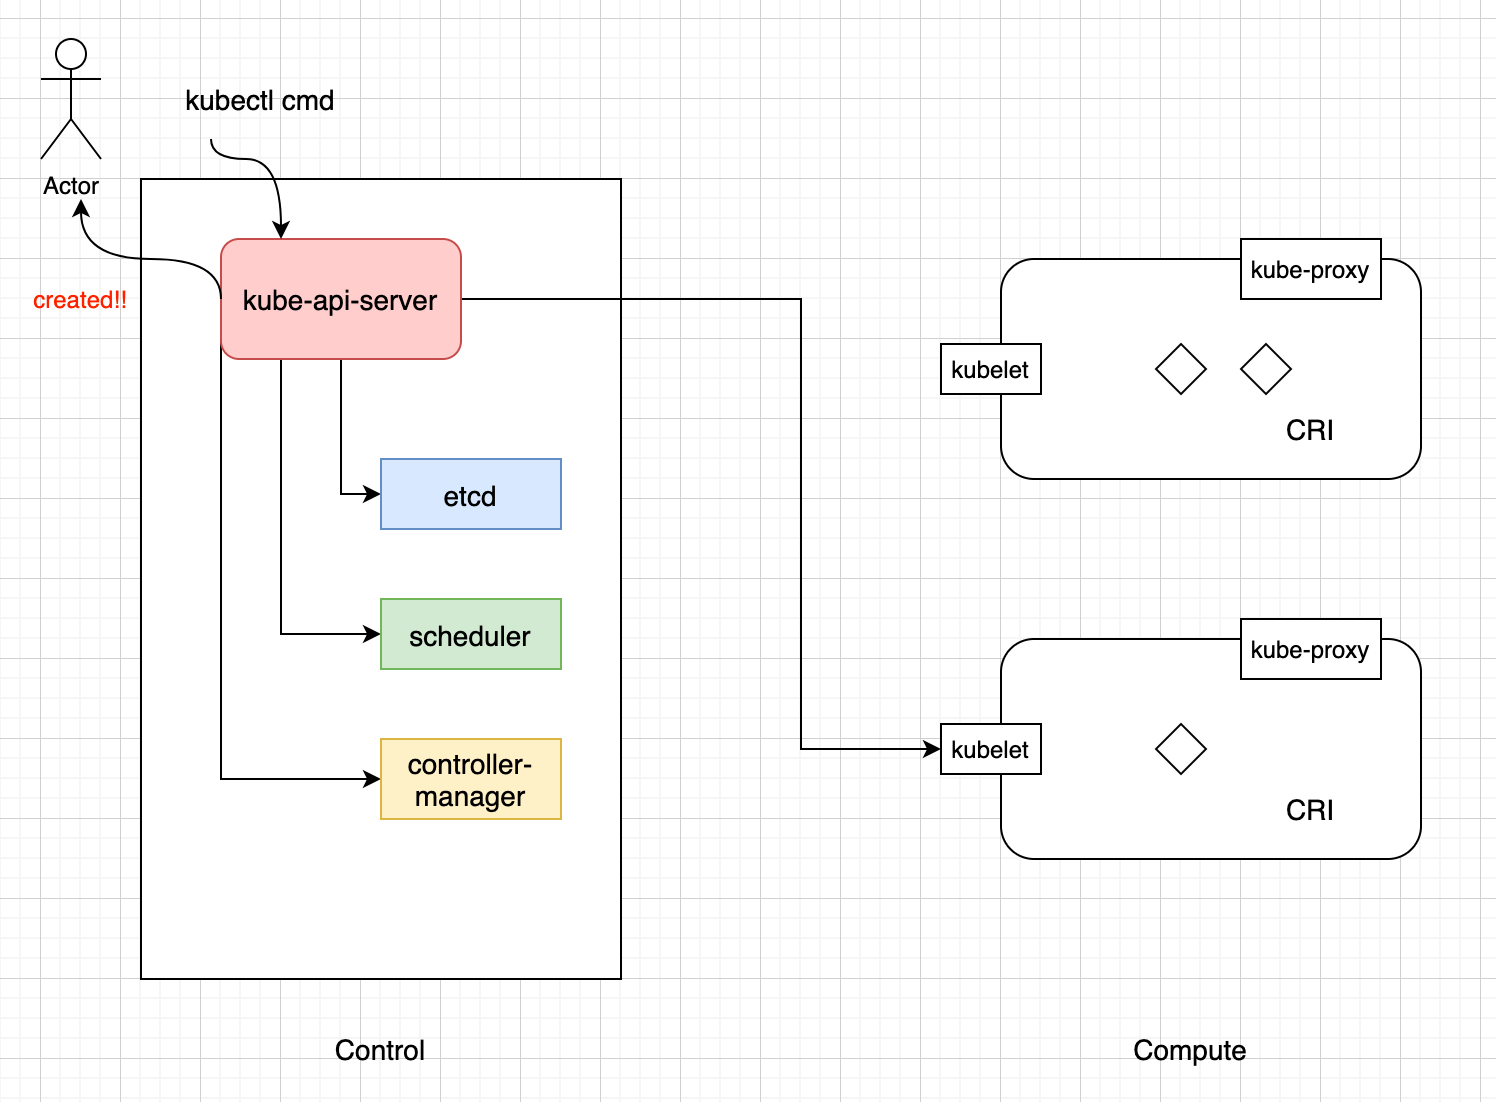 kubectl cmd
Actor
created!!
kube-api-server
etcd
scheduler
controller-
manager
Control
kube-proxy
kubelet
CRI
kube-proxy
kubelet
CRI
Compute